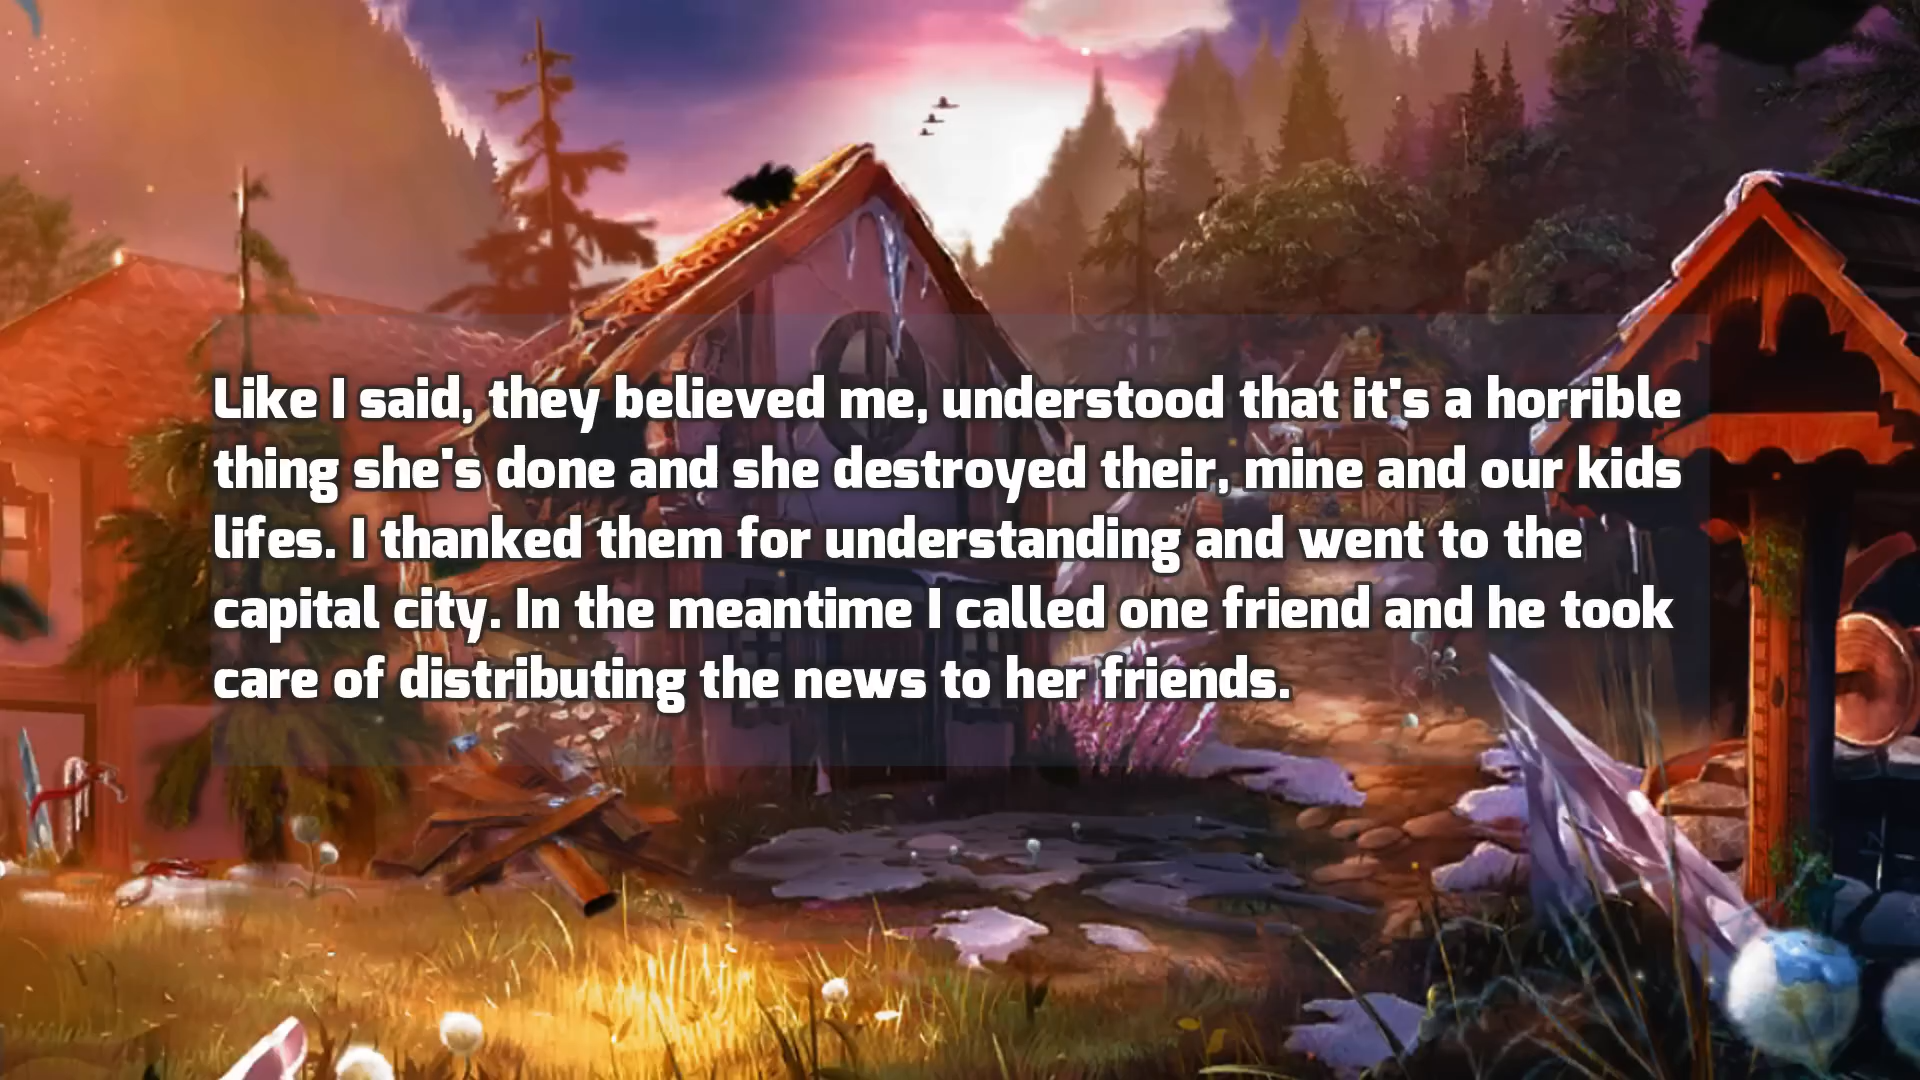 Like I said, they believed me, understood that it's a horrible
thing she's done and she destroyed their, mine and our kids
lifes. I thanked them for understanding and went to the
capital city. In the meantime I called one friend and he took
care of distributing the news to her friends.